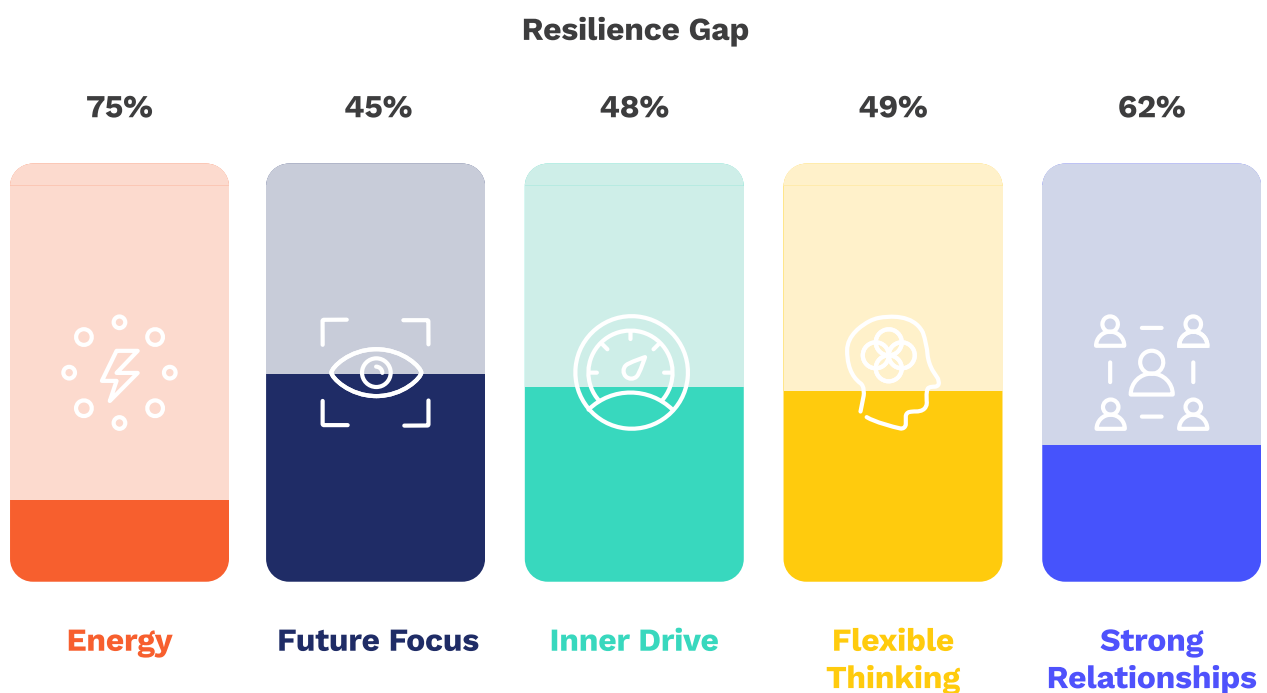 Resilience Gap
75%
45%
48%
49%
62%
Energy
Future Focus
Inner Drive
Flexible
Thinking
Strong
Relationships